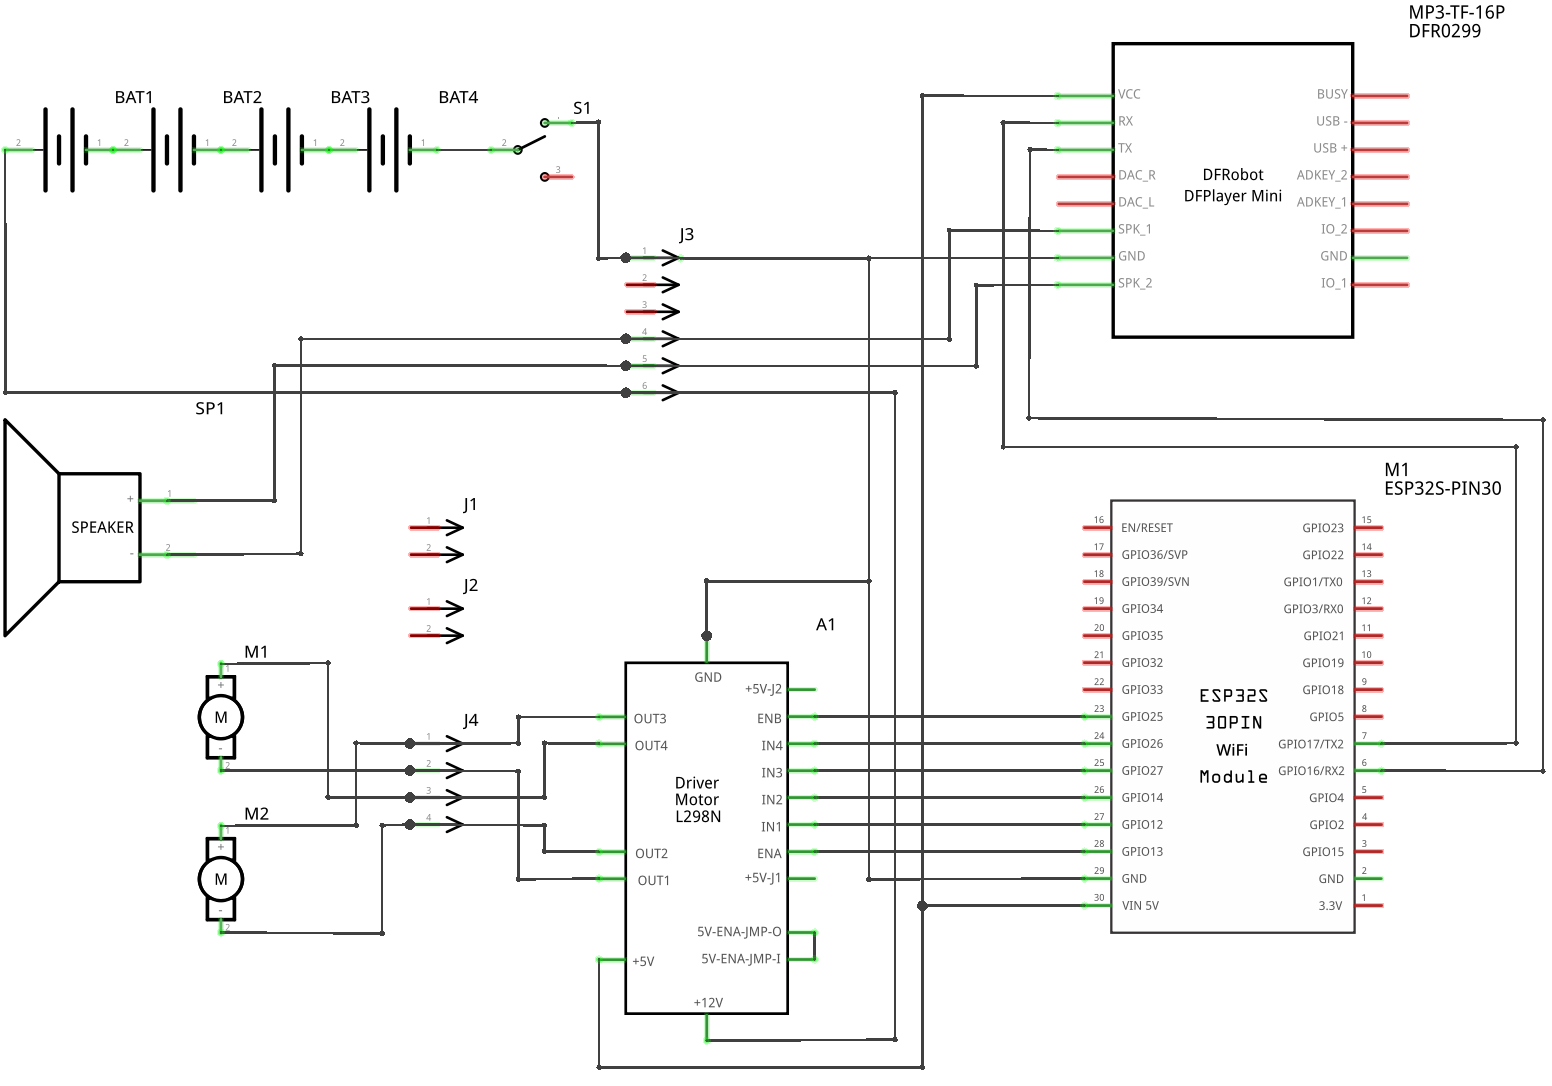 MP3-TF-16P
DFR0299
BAT1 BAT2 BAT3 BAT4 S1
2 1 2 1 2 1 2 1 2 1 3
VCC BUSY
RX USB -
TX USB +
DAC_R ADKEY_2
DAC_L ADKEY_1
SPK_1 IO_2
GND GND
SPK_2 IO_1
DFRobot
DFPlayer Mini
J3
1
2
3
4
5
6
SP1
+ 1
SPEAKER
- 2
J1
1
2
J2
1
2
M1
1
+
M
-
2
J4
1
2
3
4
M2
1
+
M
-
2
A1
GND
+5V-J2
OUT3 ENB
OUT4 IN4
IN3
Driver
Motor
L298N
IN2
IN1
OUT2 ENA
OUT1 +5V-J1
5V-ENA-JMP-O
+5V 5V-ENA-JMP-I
+12V
M1
ESP32S-PIN30
16 EN/RESET GPIO23 15
17 GPIO36/SVP GPIO22 14
18 GPIO39/SVN GPIO1/TX0 13
19 GPIO34 GPIO3/RX0 12
20 GPIO35 GPIO21 11
21 GPIO32 GPIO19 10
22 GPIO33 GPIO18 9
23 GPIO25 GPIO5 8
24 GPIO26 GPIO17/TX2 7
25 GPIO27 GPIO16/RX2 6
26 GPIO14 GPIO4 5
27 GPIO12 GPIO2 4
28 GPIO13 GPIO15 3
29 GND GND 2
30 VIN 5V 3.3V 1
ESP32S
30PIN
WiFi
Module